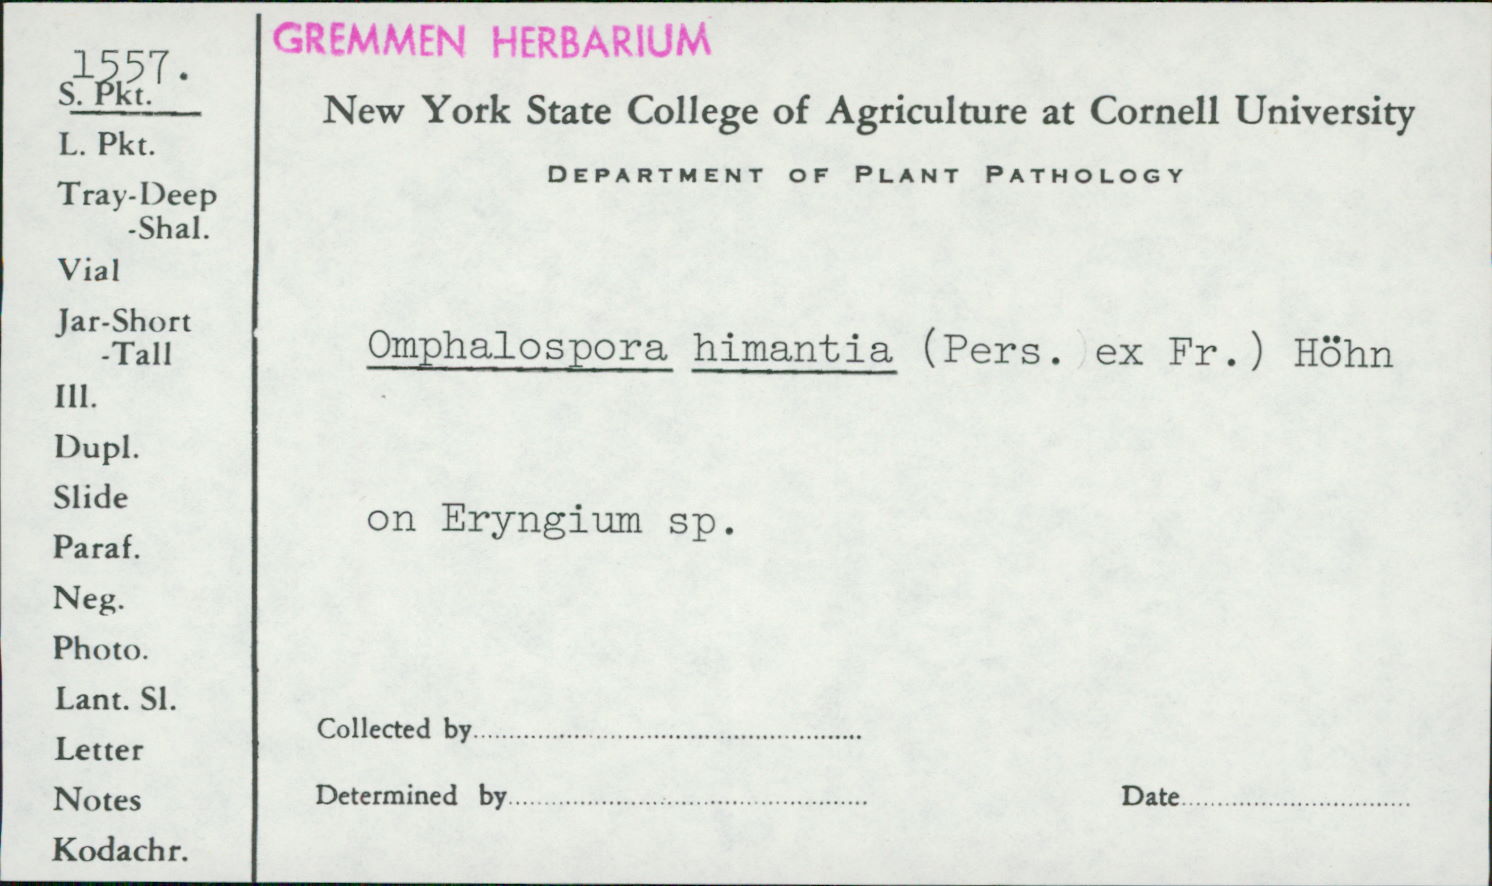 1557.
S. Pkt.
L. Pkt.
Tray-Deep
-Shal.
Vial
Jar-Short
-Tall
Ill.
Dupl.
Slide
Paraf.
Neg.
Photo.
Lant. Sl.
Letter
Notes
Kodachr.
GREMMEN HERBARIUM
New York State College of Agriculture at Cornell University
DEPARTMENT OF PLANT PATHOLOGY
Omphalospora himantia (Pers. ex Fr.) Höhn
on Eryngium sp.
Collected by
Determined by
Date